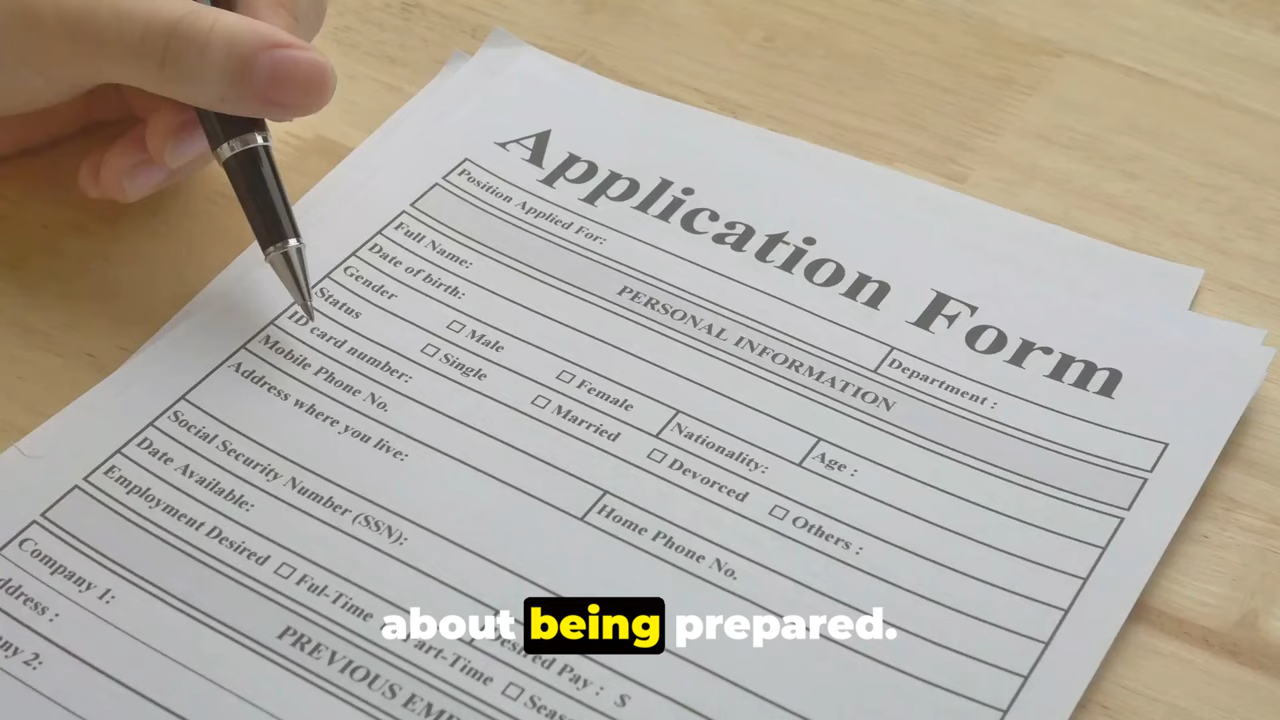 Application Form
Position Applied For:
Department :
PERSONAL INFORMATION
Full Name:
Date of birth:
Nationality:
Age :
Gender
Male
Female
Status
Single
Married
Devorced
Others :
ID card number:
Mobile Phone No.
Home Phone No.
Address where you live:
Social Security Number (SSN):
Date Available:
Desired Pay : $
Employment Desired
Ful-Time
Part-Time
PREVIOUS
Company 1:
about being prepared.